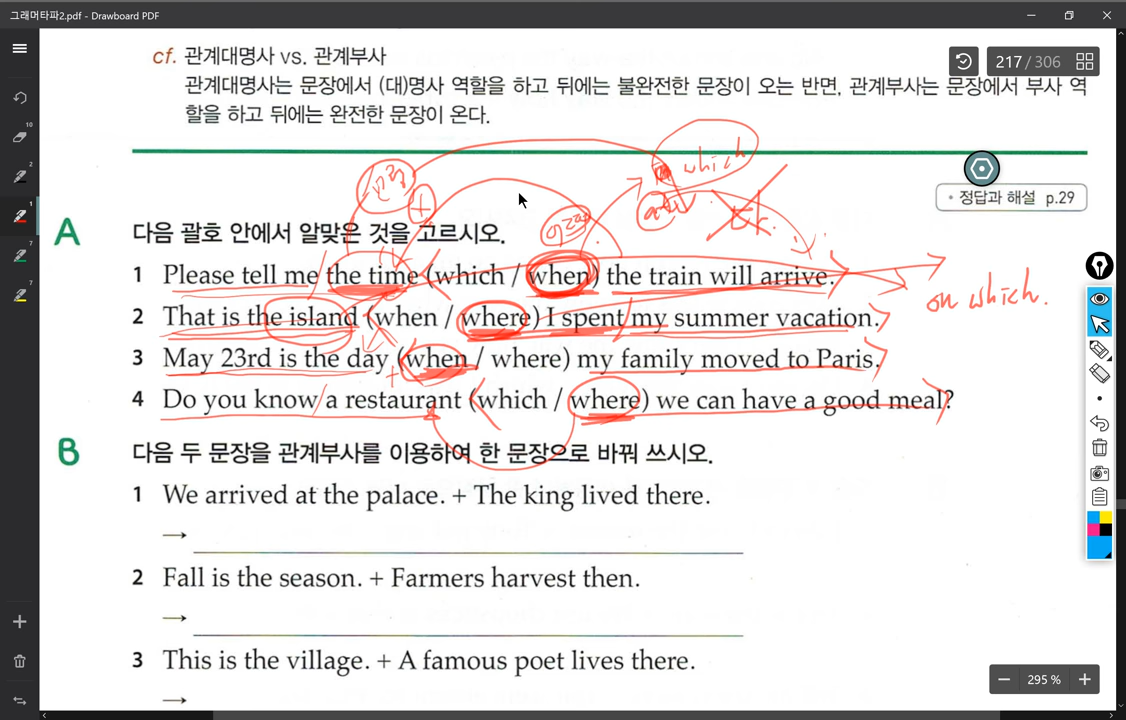 그래머타파2.pdf - Drawboard PDF
cf. 관계대명사 vs. 관계부사
217 / 306
관계대명사는 문장에서 (대)명사 역할을 하고 뒤에는 불완전한 문장이 오는 반면, 관계부사는 문장에서 부사 역
할을 하고 뒤에는 완전한 문장이 온다.
which
• 정답과 해설 p.29
A 다음 괄호 안에서 알맞은 것을 고르시오.
1 Please tell me the time (which / when) the train will arrive.
on which.
2 That is the island (when / where) I spent my summer vacation.
3 May 23rd is the day (when / where) my family moved to Paris.
4 Do you know a restaurant (which / where) we can have a good meal?
B 다음 두 문장을 관계부사를 이용하여 한 문장으로 바꿔 쓰시오.
1 We arrived at the palace. + The king lived there.
→
2 Fall is the season. + Farmers harvest then.
→
3 This is the village. + A famous poet lives there.
→
295 %
10
2
1
7
7